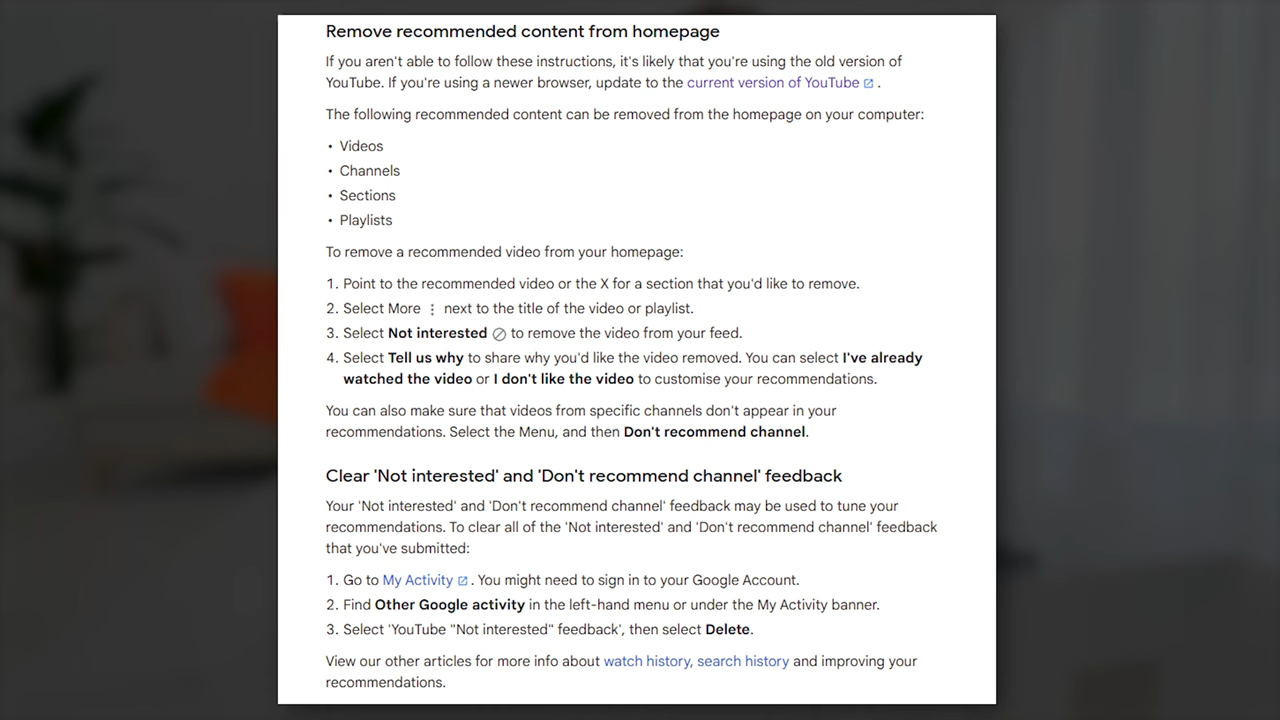 Remove recommended content from homepage
If you aren't able to follow these instructions, it's likely that you're using the old version of
YouTube. If you're using a newer browser, update to the current version of YouTube.
The following recommended content can be removed from the homepage on your computer:
• Videos
• Channels
• Sections
• Playlists
To remove a recommended video from your homepage:
1. Point to the recommended video or the X for a section that you'd like to remove.
2. Select More ⋮ next to the title of the video or playlist.
3. Select Not interested to remove the video from your feed.
4. Select Tell us why to share why you'd like the video removed. You can select I've already
watched the video or I don't like the video to customise your recommendations.
You can also make sure that videos from specific channels don't appear in your
recommendations. Select the Menu, and then Don't recommend channel.
Clear 'Not interested' and 'Don't recommend channel' feedback
Your 'Not interested' and 'Don't recommend channel' feedback may be used to tune your
recommendations. To clear all of the 'Not interested' and 'Don't recommend channel' feedback
that you've submitted:
1. Go to My Activity. You might need to sign in to your Google Account.
2. Find Other Google activity in the left-hand menu or under the My Activity banner.
3. Select 'YouTube "Not interested" feedback', then select Delete.
View our other articles for more info about watch history, search history and improving your
recommendations.